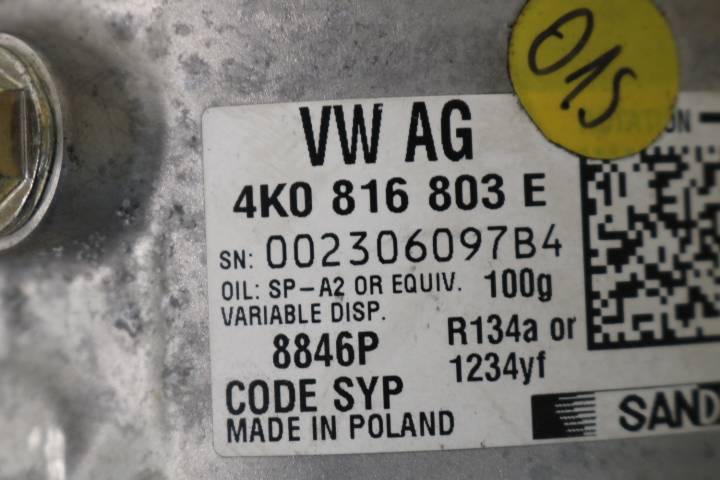 015
VW AG
4K0 816 803 E
SN: 002306097B4
OIL: SP-A2 OR EQUIV. 100g
VARIABLE DISP.
8846P
R134a or
1234yf
CODE SYP
MADE IN POLAND
SAND